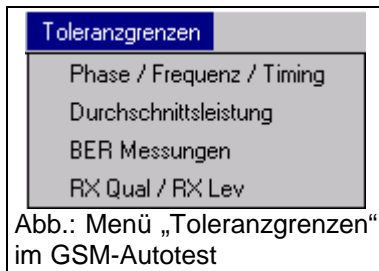 Toleranzgrenzen
Phase / Frequenz / Timing
Durchschnittsleistung
BER Messungen
RX Qual / RX Lev
Abb.: Menü „Toleranzgrenzen“
im GSM-Autotest